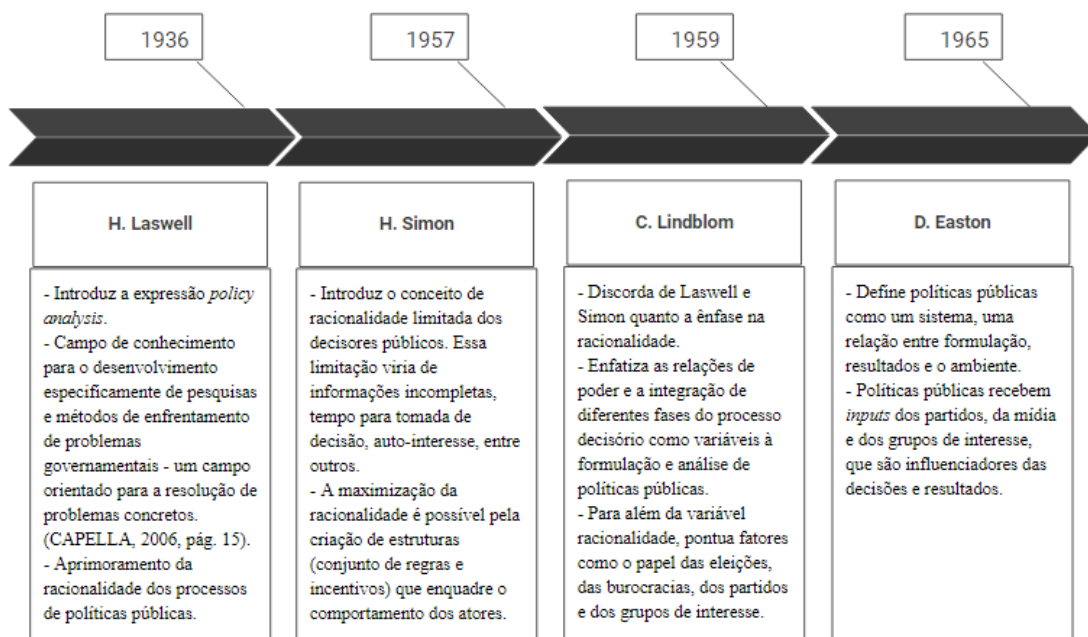 1936
1957
1959
1965
H. Laswell
- Introduz a expressão policy
analysis.
- Campo de conhecimento
para o desenvolvimento
especificamente de pesquisas
e métodos de enfrentamento
de problemas
governamentais - um campo
orientado para a resolução de
problemas concretos.
(CAPELLA, 2006, pág. 15).
- Aprimoramento da
racionalidade dos processos
de políticas públicas.
H. Simon
- Introduz o conceito de
racionalidade limitada dos
decisores públicos. Essa
limitação viria de
informações incompletas,
tempo para tomada de
decisão, auto-interesse, entre
outros.
- A maximização da
racionalidade é possível pela
criação de estruturas
(conjunto de regras e
incentivos) que enquadre o
comportamento dos atores.
C. Lindblom
- Discorda de Laswell e
Simon quanto a ênfase na
racionalidade.
- Enfatiza as relações de
poder e a integração de
diferentes fases do processo
decisório como variáveis à
formulação e análise de
políticas públicas.
- Para além da variável
racionalidade, pontua fatores
como o papel das eleições,
das burocracias, dos partidos
e dos grupos de interesse.
D. Easton
- Define políticas públicas
como um sistema, uma
relação entre formulação,
resultados e o ambiente.
- Políticas públicas recebem
inputs dos partidos, da mídia
e dos grupos de interesse,
que são influenciadores das
decisões e resultados.